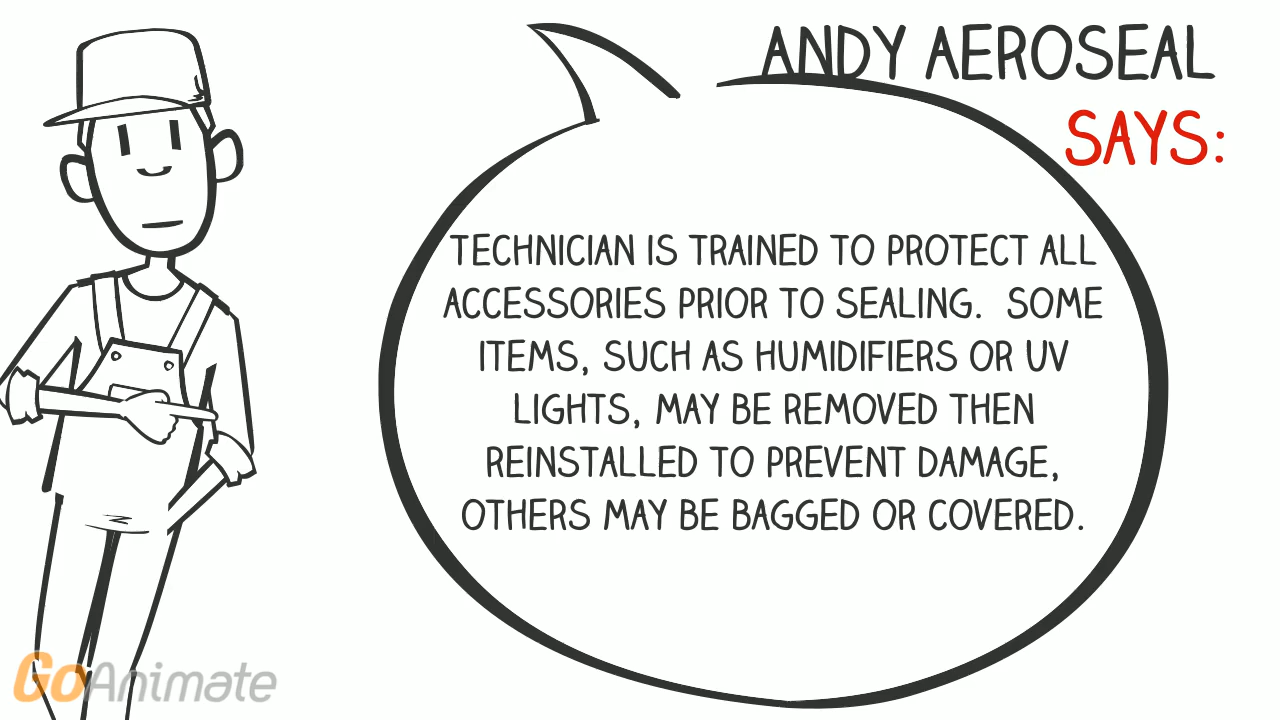 ANDY AEROSEAL
SAYS:
TECHNICIAN IS TRAINED TO PROTECT ALL
ACCESSORIES PRIOR TO SEALING.  SOME
ITEMS, SUCH AS HUMIDIFIERS OR UV
LIGHTS, MAY BE REMOVED THEN
REINSTALLED TO PREVENT DAMAGE,
OTHERS MAY BE BAGGED OR COVERED.
GoAnimate